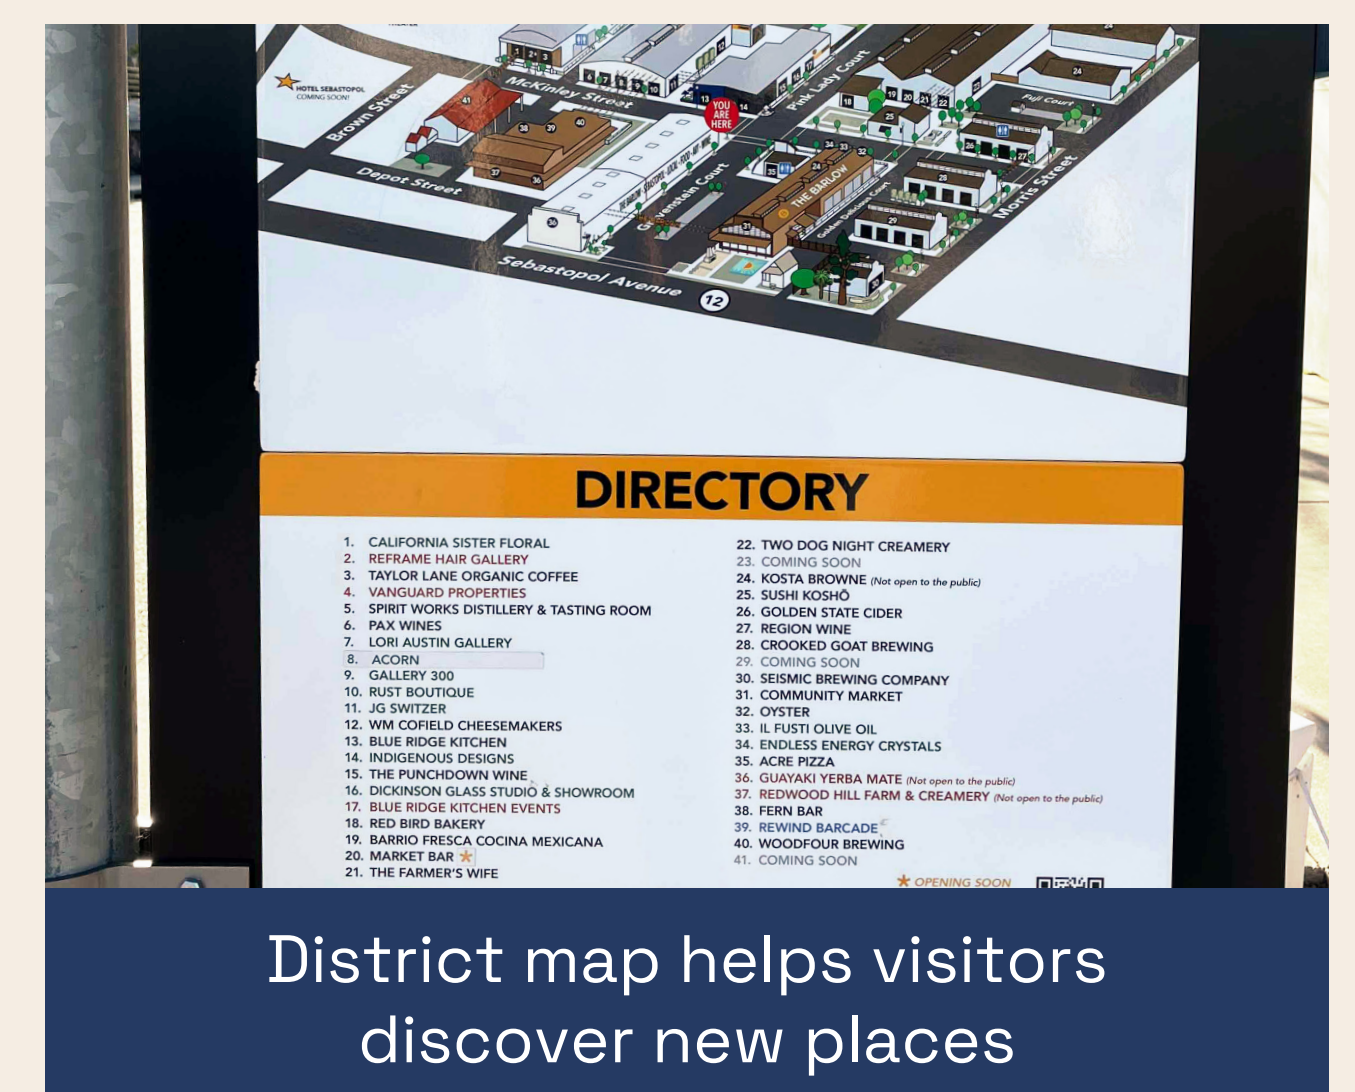 HOTEL SEBASTOPOL
COMING SOON!
Brown Street
McKinley Street
Pink Lady Court
Fuji Court
YOU
ARE
HERE
Depot Street
THE BARLOW
Golden Delicious Court
Morris Street
Sebastopol Avenue
12
DIRECTORY
1. CALIFORNIA SISTER FLORAL
2. REFRAME HAIR GALLERY
3. TAYLOR LANE ORGANIC COFFEE
4. VANGUARD PROPERTIES
5. SPIRIT WORKS DISTILLERY & TASTING ROOM
6. PAX WINES
7. LORI AUSTIN GALLERY
8. ACORN
9. GALLERY 300
10. RUST BOUTIQUE
11. JG SWITZER
12. WM COFIELD CHEESEMAKERS
13. BLUE RIDGE KITCHEN
14. INDIGENOUS DESIGNS
15. THE PUNCHDOWN WINE
16. DICKINSON GLASS STUDIO & SHOWROOM
17. BLUE RIDGE KITCHEN EVENTS
18. RED BIRD BAKERY
19. BARRIO FRESCA COCINA MEXICANA
20. MARKET BAR
21. THE FARMER'S WIFE
22. TWO DOG NIGHT CREAMERY
23. COMING SOON
24. KOSTA BROWNE (Not open to the public)
25. SUSHI KOSHŌ
26. GOLDEN STATE CIDER
27. REGION WINE
28. CROOKED GOAT BREWING
29. COMING SOON
30. SEISMIC BREWING COMPANY
31. COMMUNITY MARKET
32. OYSTER
33. IL FUSTI OLIVE OIL
34. ENDLESS ENERGY CRYSTALS
35. ACRE PIZZA
36. GUAYAKI YERBA MATE (Not open to the public)
37. REDWOOD HILL FARM & CREAMERY (Not open to the public)
38. FERN BAR
39. REWIND BARCADE
40. WOODFOUR BREWING
41. COMING SOON
OPENING SOON
District map helps visitors
discover new places